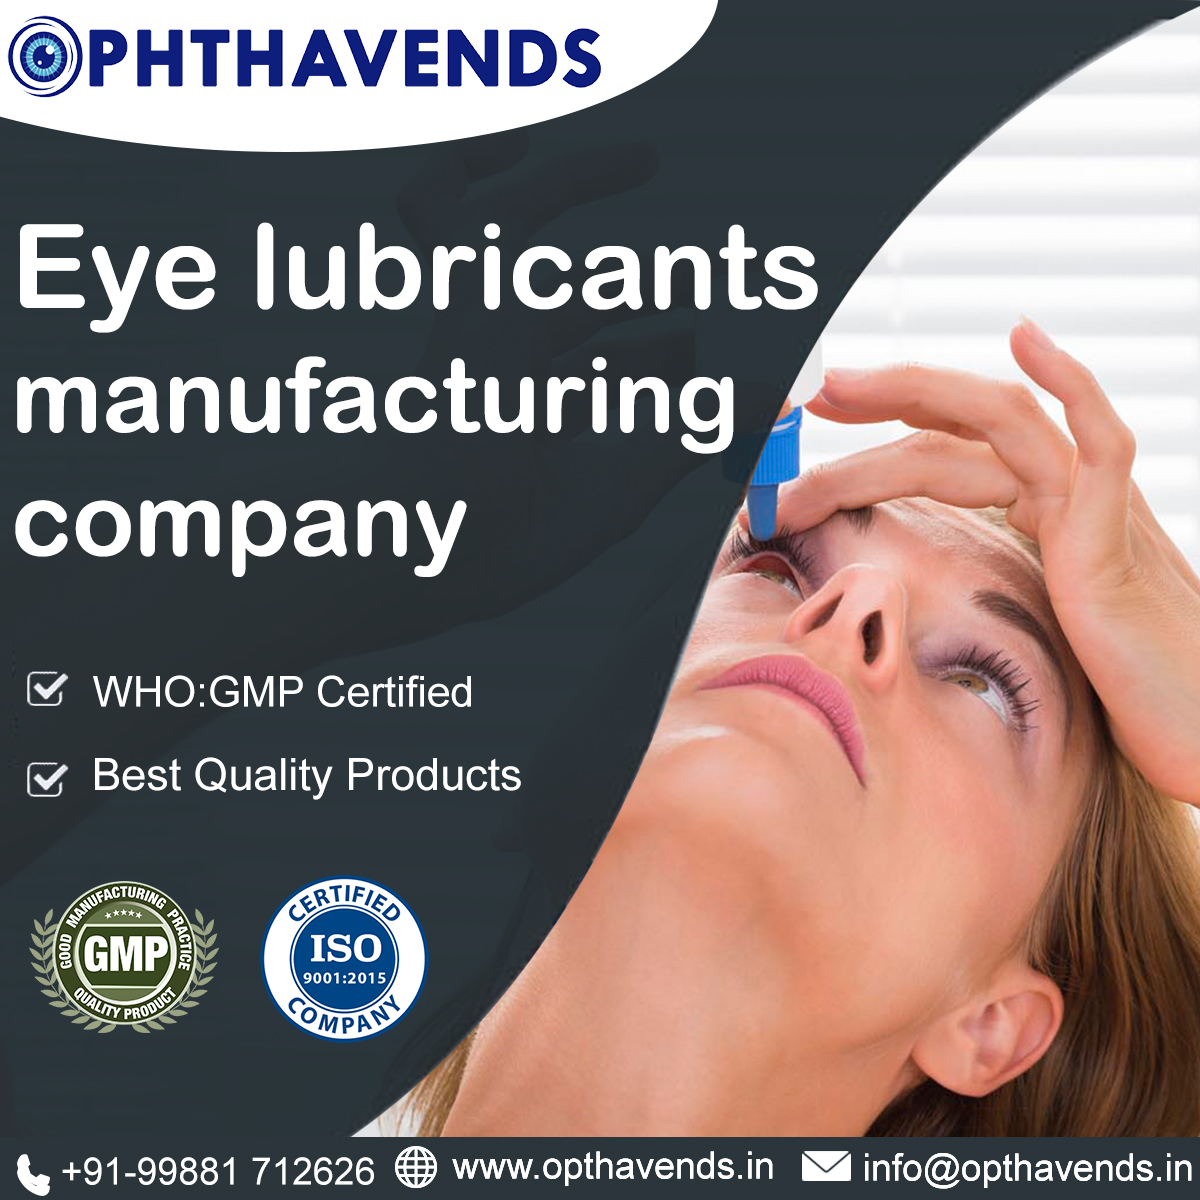 OPHTHAVENDS
Eye lubricants
manufacturing
company
WHO:GMP Certified
Best Quality Products
GOOD MANUFACTURING PRACTICE
GMP
QUALITY PRODUCT
CERTIFIED
ISO
9001:2015
COMPANY
+91-99881 712626 www.opthavends.in info@opthavends.in